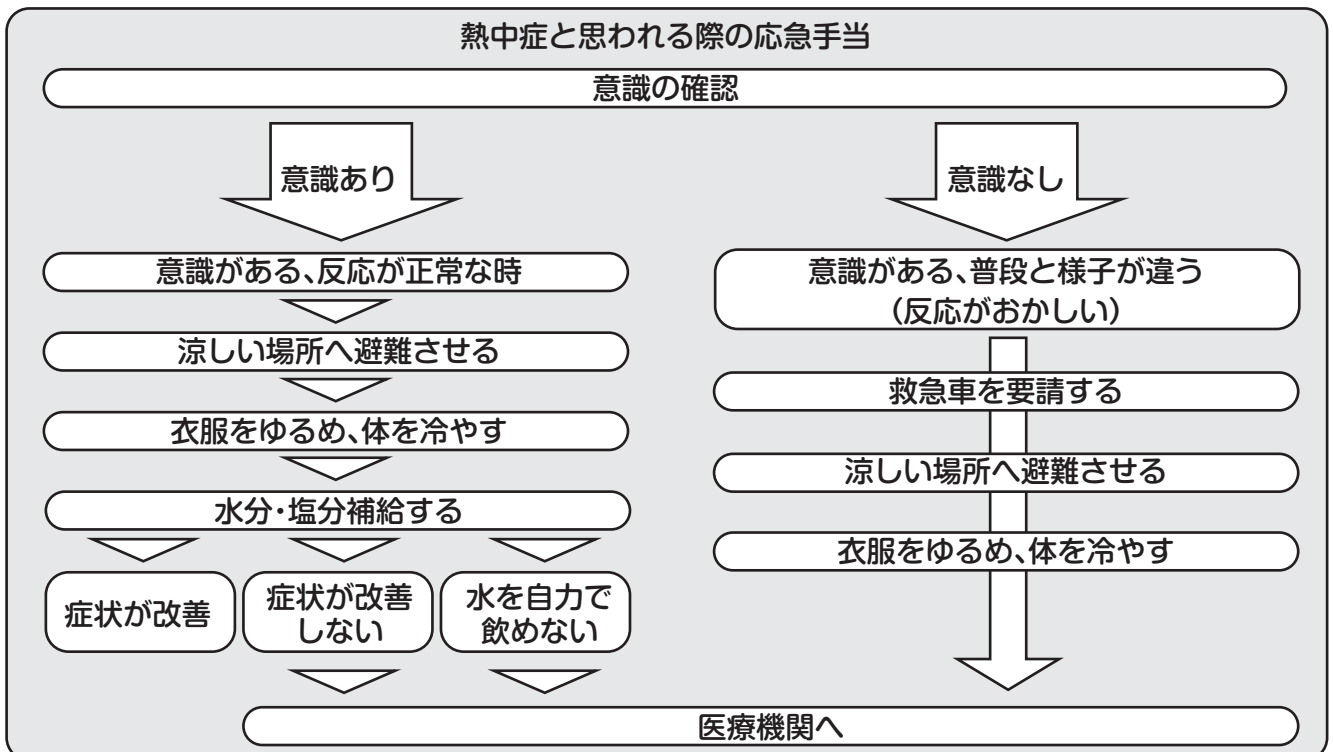 熱中症と思われる際の応急手当
意識の確認
意識あり
意識がある、反応が正常な時
涼しい場所へ避難させる
衣服をゆるめ、体を冷やす
水分・塩分補給する
症状が改善
症状が改善
しない
水を自力で
飲めない
意識なし
意識がある、普段と様子が違う
（反応がおかしい）
救急車を要請する
涼しい場所へ避難させる
衣服をゆるめ、体を冷やす
医療機関へ